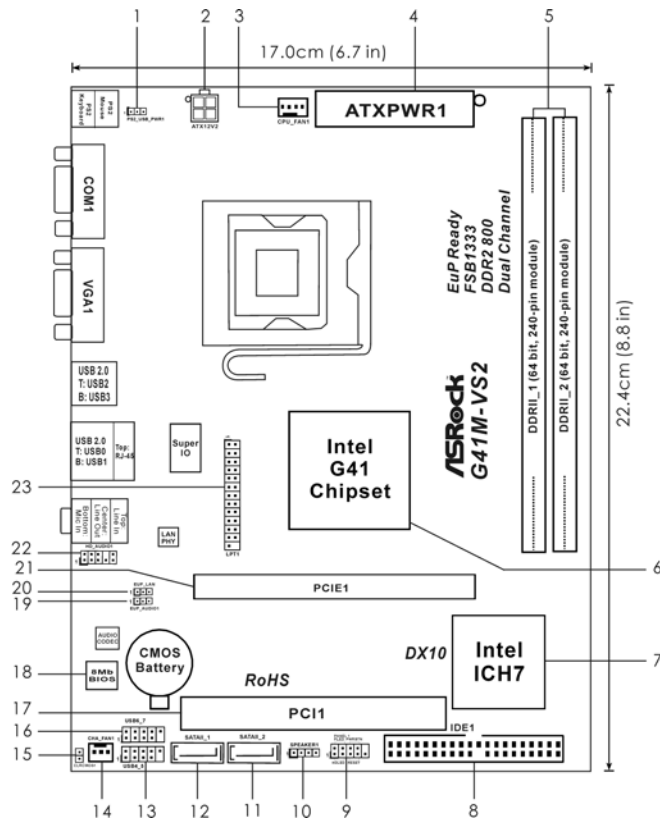 1 2 3 4 5
17.0cm (6.7 in)
22.4cm (8.8 in)
PS2 Mouse
PS2 Keyboard
PS2_USB_PWR1
ATX12V2
CPU_FAN1
ATXPWR1
COM1
VGA1
EuP Ready
FSB1333
DDR2 800
Dual Channel
DDRII_1 (64 bit, 240-pin module)
DDRII_2 (64 bit, 240-pin module)
USB 2.0
T: USB2
B: USB3
USB 2.0
T: USB0
B: USB1
Top:
RJ-45
Super
IO
Intel
G41
Chipset
ASRock
G41M-VS2
23
LPT1
LAN
PHY
Top
Line In
Center
Line Out
Bottom
Mic In
22
HD_AUDIO1
6
21
PCIE1
20
EUP_LAN
19
EUP_AUDIO1
AUDIO
CODEC
CMOS
Battery
18
8Mb
BIOS
RoHS
DX10
Intel
ICH7
7
17
PCI1
16
USB6_7
15
CHA_FAN1
USB4_5
SATAII_1
SATAII_2
SPEAKER1
PANEL 1
IDE1
14 13 12 11 10 9 8